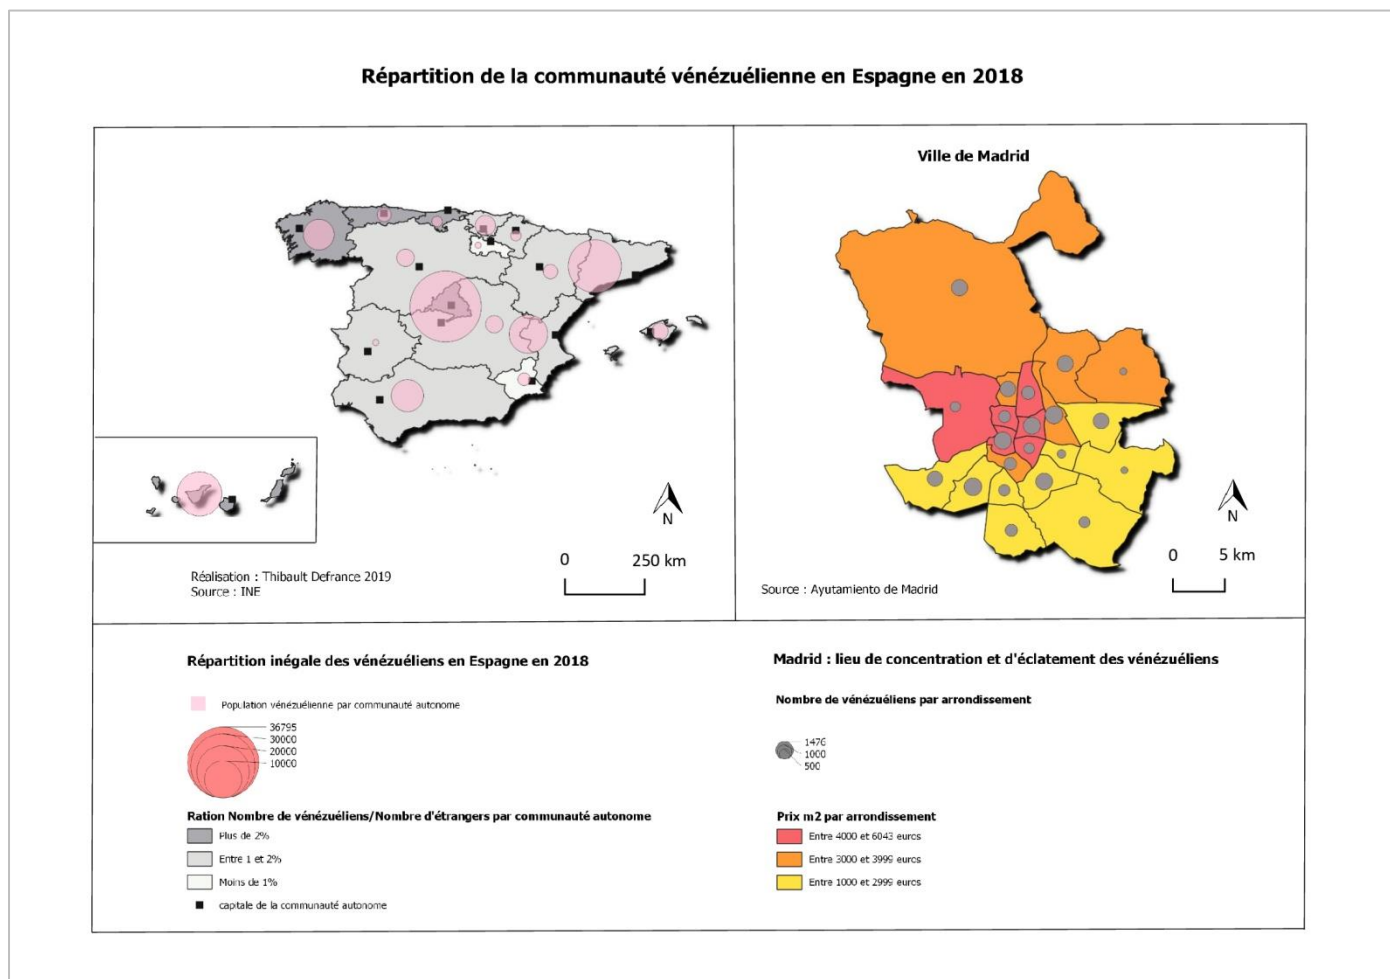 Répartition de la communauté vénézuélienne en Espagne en 2018
Ville de Madrid
N
0 250 km
Réalisation : Thibault Defrance 2019
Source : INE
N
0 5 km
Source : Ayutamiento de Madrid
Répartition inégale des vénézuéliens en Espagne en 2018
Population vénézuélienne par communauté autonome
36795
30000
20000
10000
Ration Nombre de vénézuéliens/Nombre d'étrangers par communauté autonome
Plus de 2%
Entre 1 et 2%
Moins de 1%
capitale de la communauté autonome
Madrid : lieu de concentration et d'éclatement des vénézuéliens
Nombre de vénézuéliens par arrondissement
1476
1000
500
Prix m2 par arrondissement
Entre 4000 et 6043 euros
Entre 3000 et 3999 euros
Entre 1000 et 2999 euros